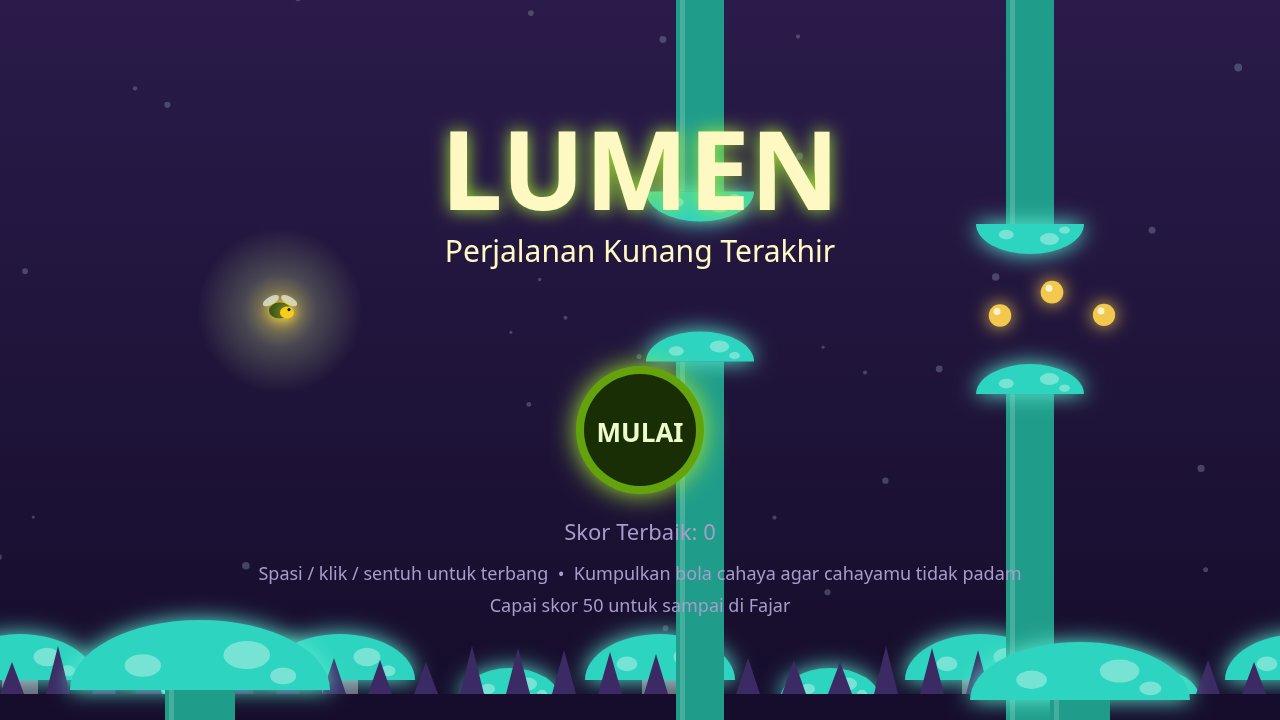 LUMEN
Perjalanan Kunang Terakhir
MULAI
Skor Terbaik: 0
Spasi / klik / sentuh untuk terbang • Kumpulkan bola cahaya agar cahayamu tidak padam
Capai skor 50 untuk sampai di Fajar